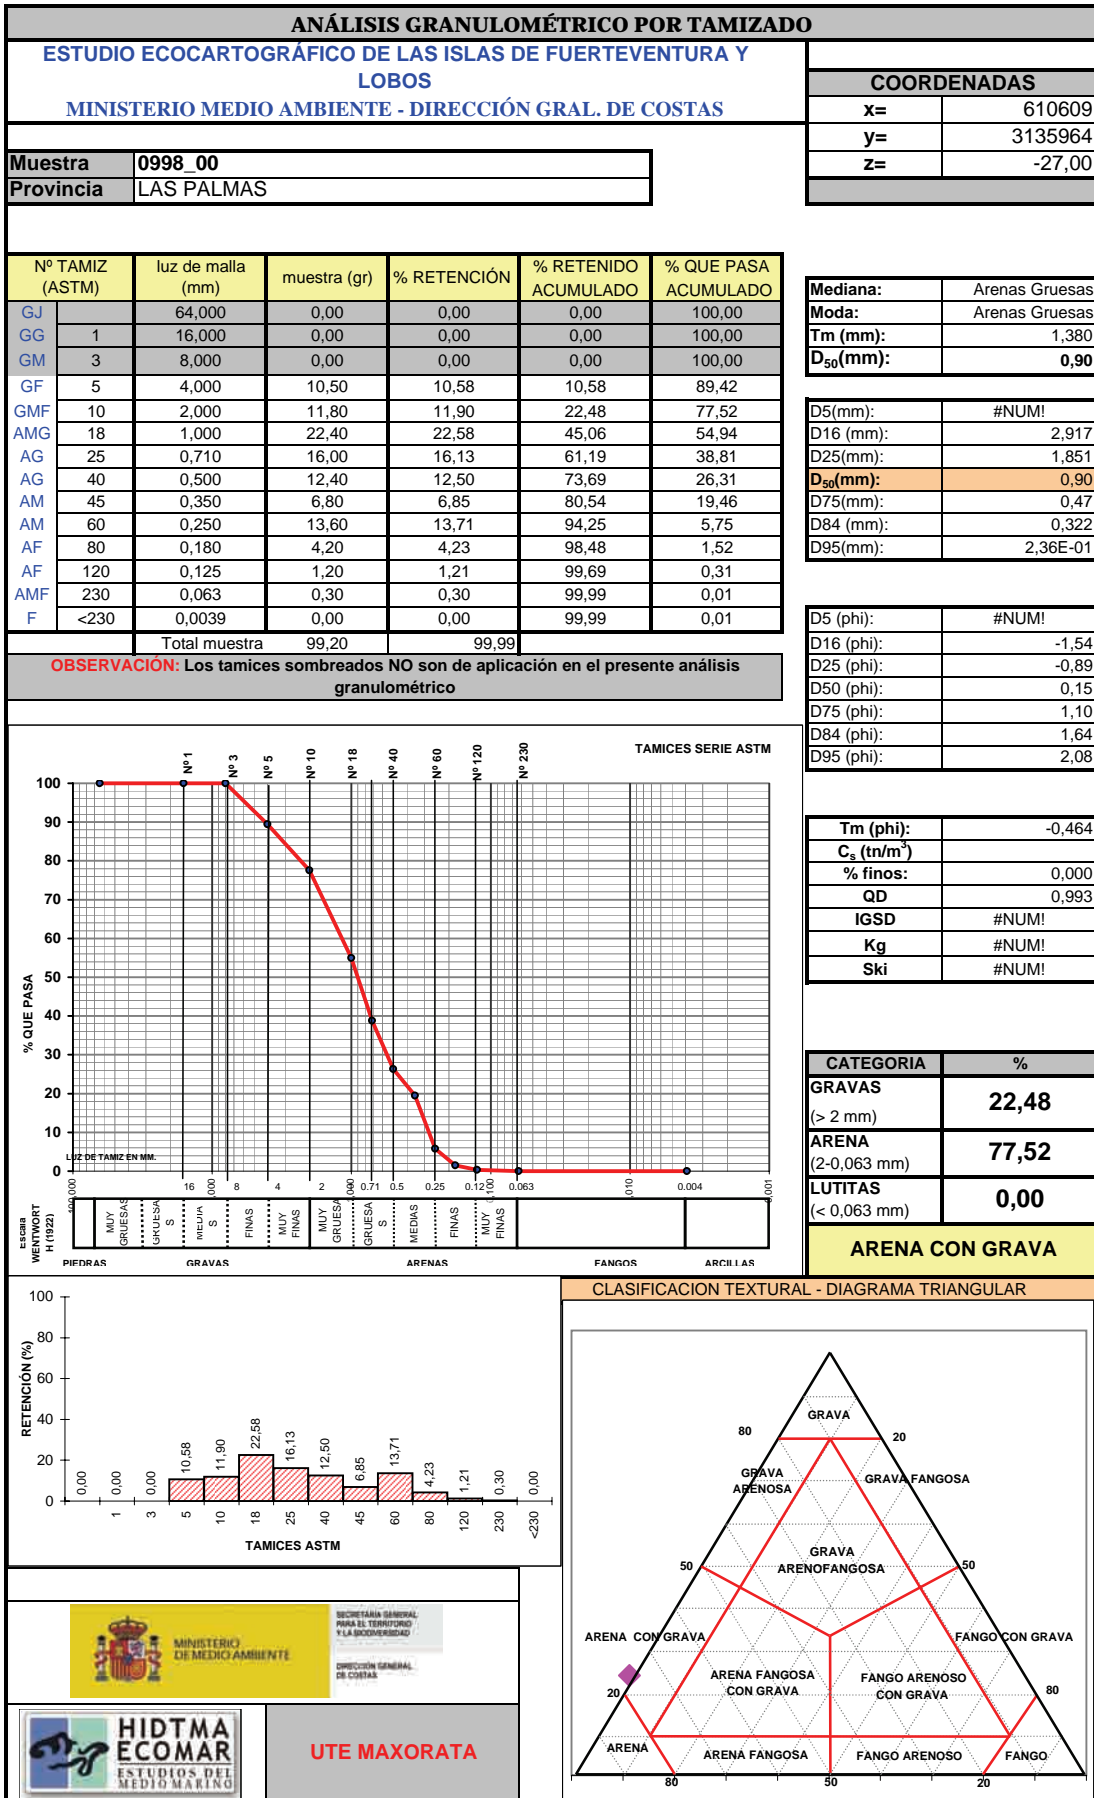 ANÁLISIS GRANULOMÉTRICO POR TAMIZADO
ESTUDIO ECOCARTOGRÁFICO DE LAS ISLAS DE FUERTEVENTURA Y
LOBOS
MINISTERIO MEDIO AMBIENTE - DIRECCIÓN GRAL. DE COSTAS
COORDENADAS
x= 610609
y= 3135964
z= -27,00
Muestra 0998_00
Provincia LAS PALMAS
Nº TAMIZ (ASTM) luz de malla (mm) muestra (gr) % RETENCIÓN % RETENIDO ACUMULADO % QUE PASA ACUMULADO
GJ 64,000 0,00 0,00 0,00 100,00
GG 1 16,000 0,00 0,00 0,00 100,00
GM 3 8,000 0,00 0,00 0,00 100,00
GF 5 4,000 10,50 10,58 10,58 89,42
GMF 10 2,000 11,80 11,90 22,48 77,52
AMG 18 1,000 22,40 22,58 45,06 54,94
AG 25 0,710 16,00 16,13 61,19 38,81
AG 40 0,500 12,40 12,50 73,69 26,31
AM 45 0,350 6,80 6,85 80,54 19,46
AM 60 0,250 13,60 13,71 94,25 5,75
AF 80 0,180 4,20 4,23 98,48 1,52
AF 120 0,125 1,20 1,21 99,69 0,31
AMF 230 0,063 0,30 0,30 99,99 0,01
F <230 0,0039 0,00 0,00 99,99 0,01
Total muestra 99,20 99,99
OBSERVACIÓN: Los tamices sombreados NO son de aplicación en el presente análisis
granulométrico
Mediana: Arenas Gruesas
Moda: Arenas Gruesas
Tm (mm): 1,380
D50(mm): 0,90
D5(mm): #NUM!
D16 (mm): 2,917
D25(mm): 1,851
D50(mm): 0,90
D75(mm): 0,47
D84 (mm): 0,322
D95(mm): 2,36E-01
D5 (phi): #NUM!
D16 (phi): -1,54
D25 (phi): -0,89
D50 (phi): 0,15
D75 (phi): 1,10
D84 (phi): 1,64
D95 (phi): 2,08
Tm (phi): -0,464
Cs (tn/m3)
% finos: 0,000
QD 0,993
IGSD #NUM!
Kg #NUM!
Ski #NUM!
CATEGORIA %
GRAVAS
(> 2 mm) 22,48
ARENA
(2-0,063 mm) 77,52
LUTITAS
(< 0,063 mm) 0,00
ARENA CON GRAVA
TAMICES SERIE ASTM
Nº 1 Nº 3 Nº 5 Nº 10 Nº 18 Nº 40 Nº 60 Nº 120 Nº 230
% QUE PASA
100
90
80
70
60
50
40
30
20
10
0
LUZ DE TAMIZ EN MM.
16 8 4 2 0.71 0.5 0.25 0.12 0.063 0.004
WENTWORT
H (1922)
MUY GRUESAS
GRUESA S
MEDIA S
FINAS
MUY FINAS
MUY GRUESA
GRUESA S
MEDIAS
FINAS
MUY FINAS
PIEDRAS GRAVAS ARENAS FANGOS ARCILLAS
RETENCIÓN (%)
100
80
60
40
20
0
0,00 0,00 0,00 10,58 11,90 22,58 16,13 12,50 6,85 13,71 4,23 1,21 0,30 0,00
1 3 5 10 18 25 40 45 60 80 120 230 <230
TAMICES ASTM
CLASIFICACION TEXTURAL - DIAGRAMA TRIANGULAR
GRAVA
80 20
GRAVA ARENOSA
GRAVA FANGOSA
GRAVA
ARENOFANGOSA
50 50
ARENA CON GRAVA
FANGO CON GRAVA
ARENA FANGOSA
CON GRAVA
FANGO ARENOSO
CON GRAVA
20 80
ARENA
ARENA FANGOSA
FANGO ARENOSO
FANGO
80 50 20
MINISTERIO
DE MEDIO AMBIENTE
SECRETARÍA GENERAL
PARA EL TERRITORIO
Y LA BIODIVERSIDAD
DIRECCIÓN GENERAL
DE COSTAS
HIDTMA
ECOMAR
ESTUDIOS DEL
MEDIO MARINO
UTE MAXORATA